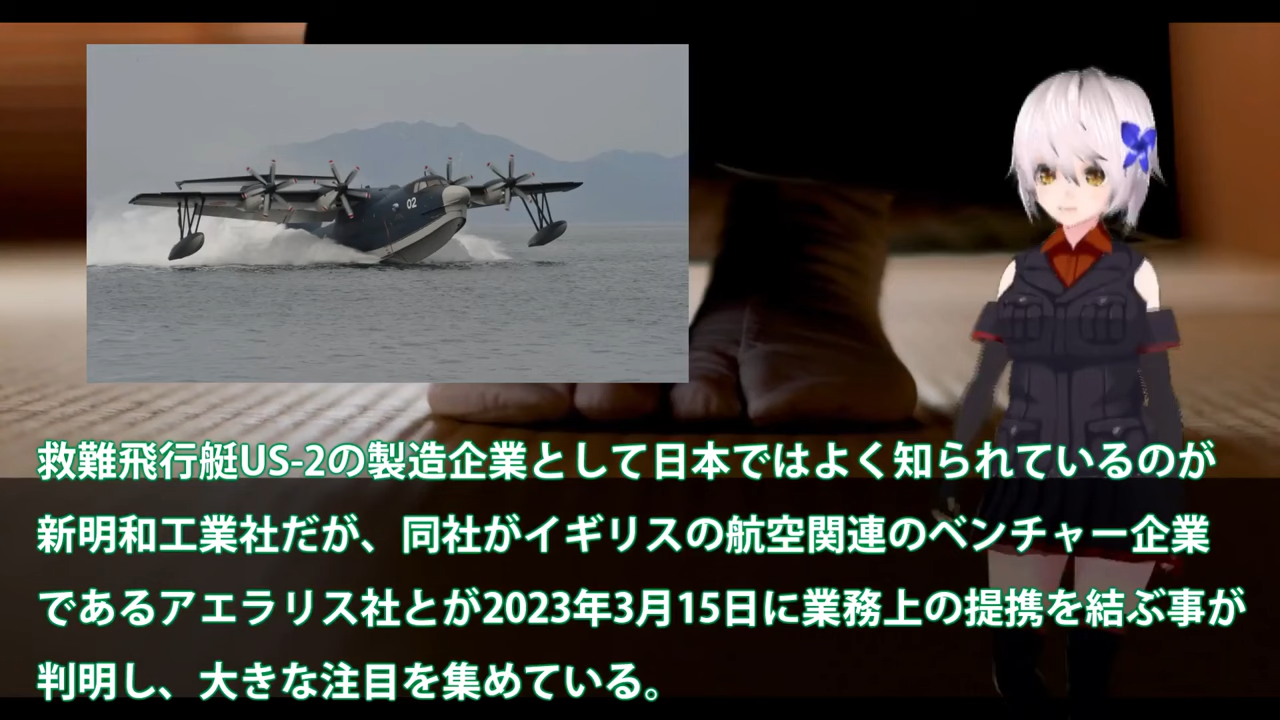 02
救難飛行艇US-2の製造企業として日本ではよく知られているのが
新明和工業社だが、同社がイギリスの航空関連のベンチャー企業
であるアエラリス社とが2023年3月15日に業務上の提携を結ぶ事が
判明し、大きな注目を集めている。